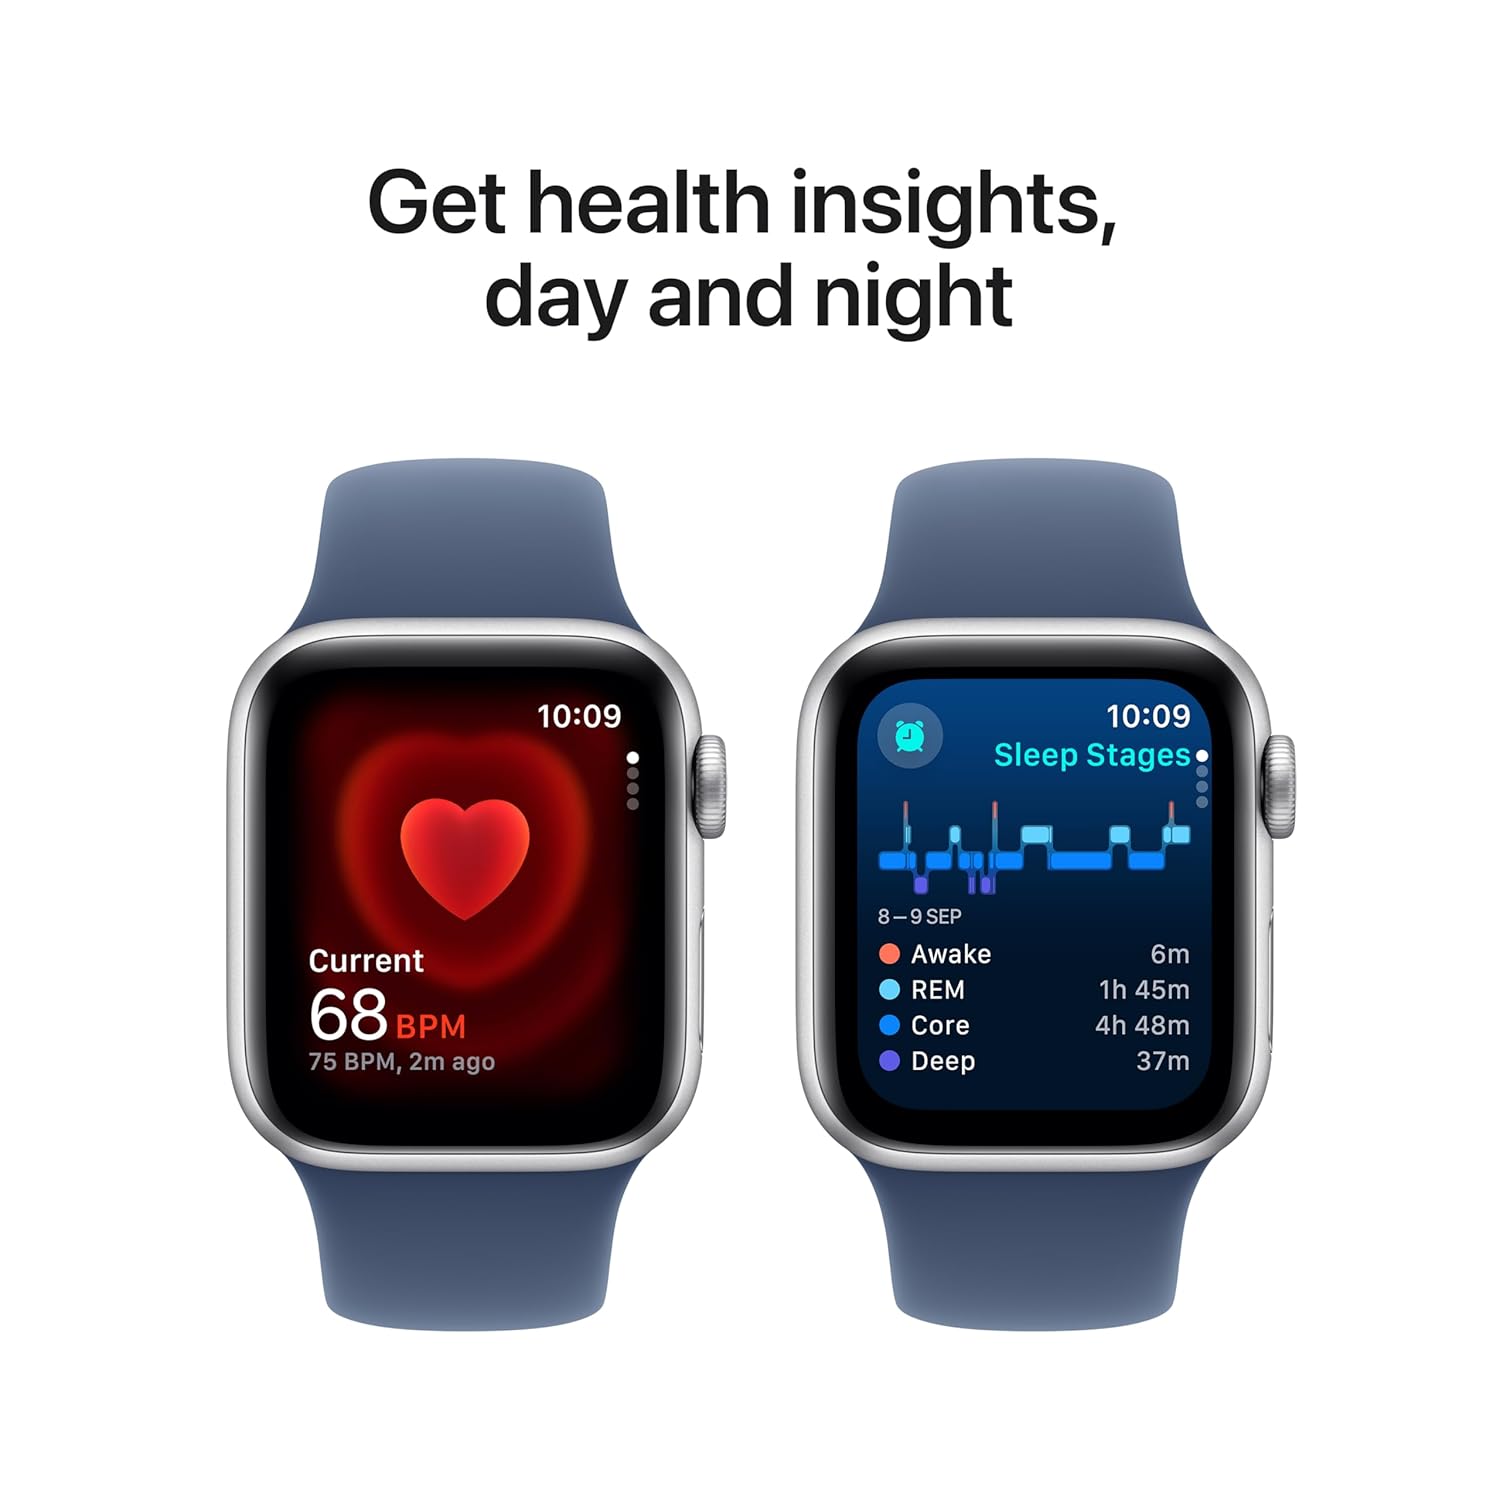 Get health insights,
day and night
10:09
Current
68 BPM
75 BPM, 2m ago
10:09
Sleep Stages
8–9 SEP
Awake 6m
REM 1h 45m
Core 4h 48m
Deep 37m